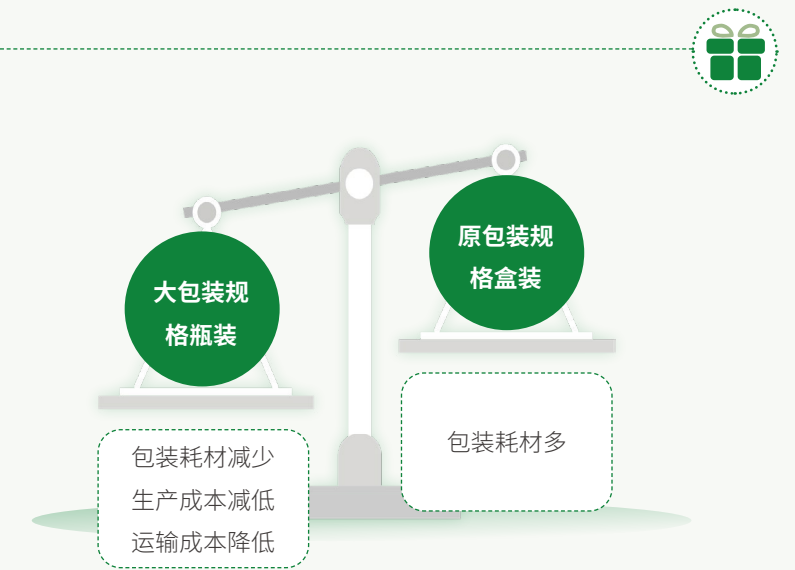 大包装规
格瓶装
原包装规
格盒装
包装耗材减少
生产成本减低
运输成本降低
包装耗材多